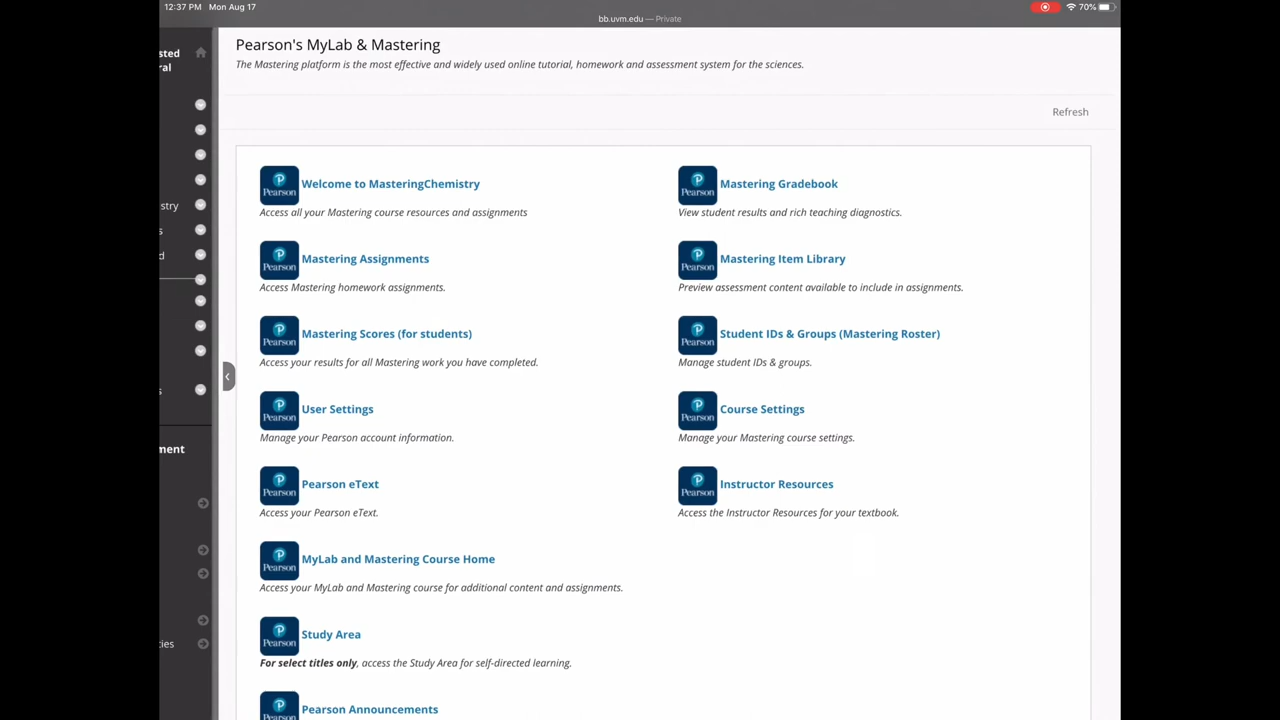 12:37 PM Mon Aug 17
70%
bb.uvm.edu — Private
sted
ral
stry
s
d
s
ment
ties
Pearson's MyLab & Mastering
The Mastering platform is the most effective and widely used online tutorial, homework and assessment system for the sciences.
Refresh
Pearson
Welcome to MasteringChemistry
Access all your Mastering course resources and assignments
Pearson
Mastering Gradebook
View student results and rich teaching diagnostics.
Pearson
Mastering Assignments
Access Mastering homework assignments.
Pearson
Mastering Item Library
Preview assessment content available to include in assignments.
Pearson
Mastering Scores (for students)
Access your results for all Mastering work you have completed.
Pearson
Student IDs & Groups (Mastering Roster)
Manage student IDs & groups.
Pearson
User Settings
Manage your Pearson account information.
Pearson
Course Settings
Manage your Mastering course settings.
Pearson
Pearson eText
Access your Pearson eText.
Pearson
Instructor Resources
Access the Instructor Resources for your textbook.
Pearson
MyLab and Mastering Course Home
Access your MyLab and Mastering course for additional content and assignments.
Pearson
Study Area
For select titles only, access the Study Area for self-directed learning.
Pearson
Pearson Announcements